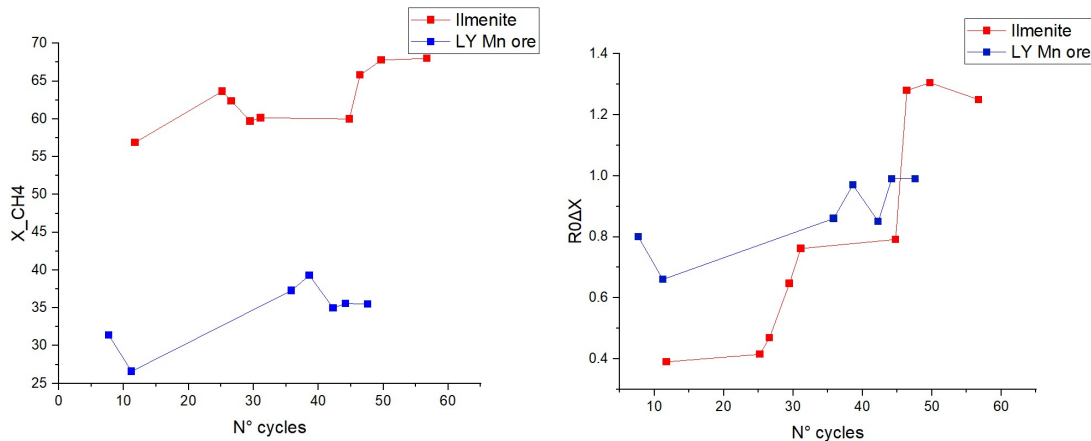 Ilmenite
LY Mn ore
70
65
60
55
50
45
40
35
30
25
X_CH4
0 10 20 30 40 50 60
N° cycles
Ilmenite
LY Mn ore
1.4
1.2
1.0
0.8
0.6
0.4
R0ΔX
10 20 30 40 50 60
N° cycles